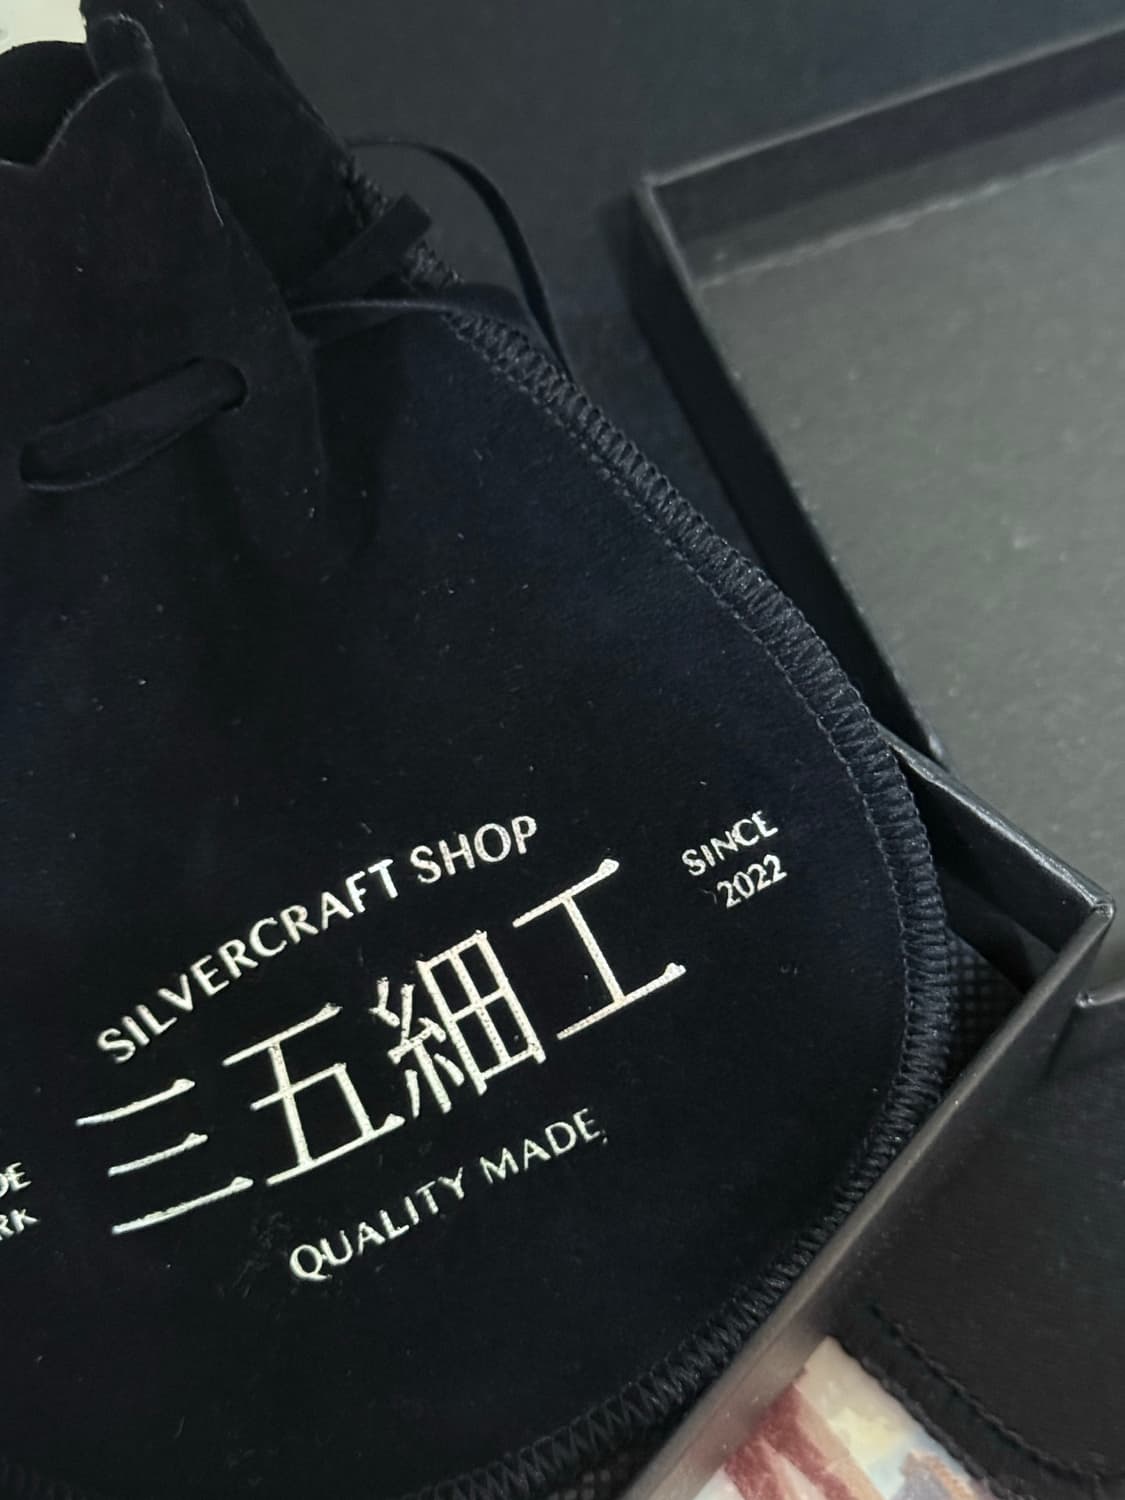 SILVERCRAFT SHOP
三五細工
SINCE
2022
QUALITY MADE